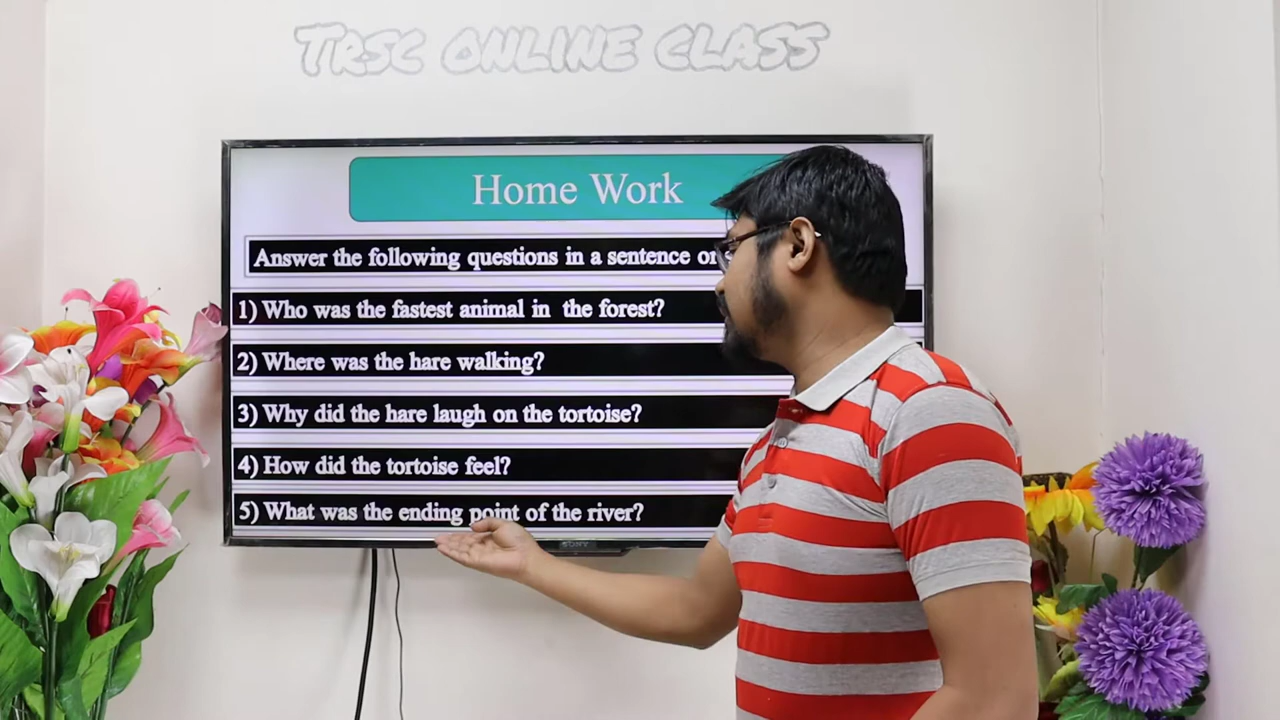 TRSC ONLINE CLASS
Home Work
Answer the following questions in a sentence or
1) Who was the fastest animal in the forest?
2) Where was the hare walking?
3) Why did the hare laugh on the tortoise?
4) How did the tortoise feel?
5) What was the ending point of the river?
SONY